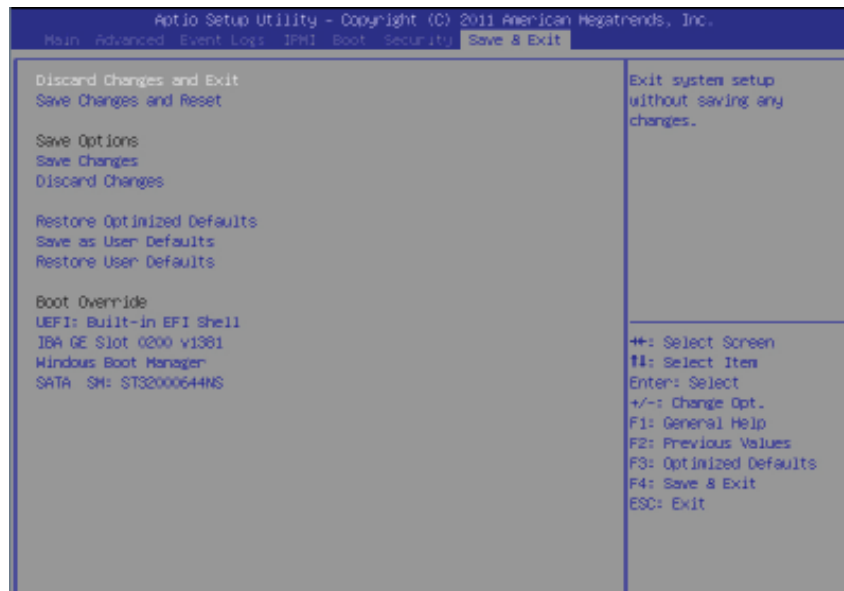 Aptio Setup Utility - Copyright (C) 2011 American Megatrends, Inc.
Main Advanced Event Logs IPMI Boot Security Save & Exit
Discard Changes and Exit
Save Changes and Reset
Save Options
Save Changes
Discard Changes
Restore Optimized Defaults
Save as User Defaults
Restore User Defaults
Boot Override
UEFI: Built-in EFI Shell
IBA GE Slot 0200 v1381
Windows Boot Manager
SATA SM: ST32000644NS
Exit system setup
without saving any
changes.
→←: Select Screen
↑↓: Select Item
Enter: Select
+/-: Change Opt.
F1: General Help
F2: Previous Values
F3: Optimized Defaults
F4: Save & Exit
ESC: Exit